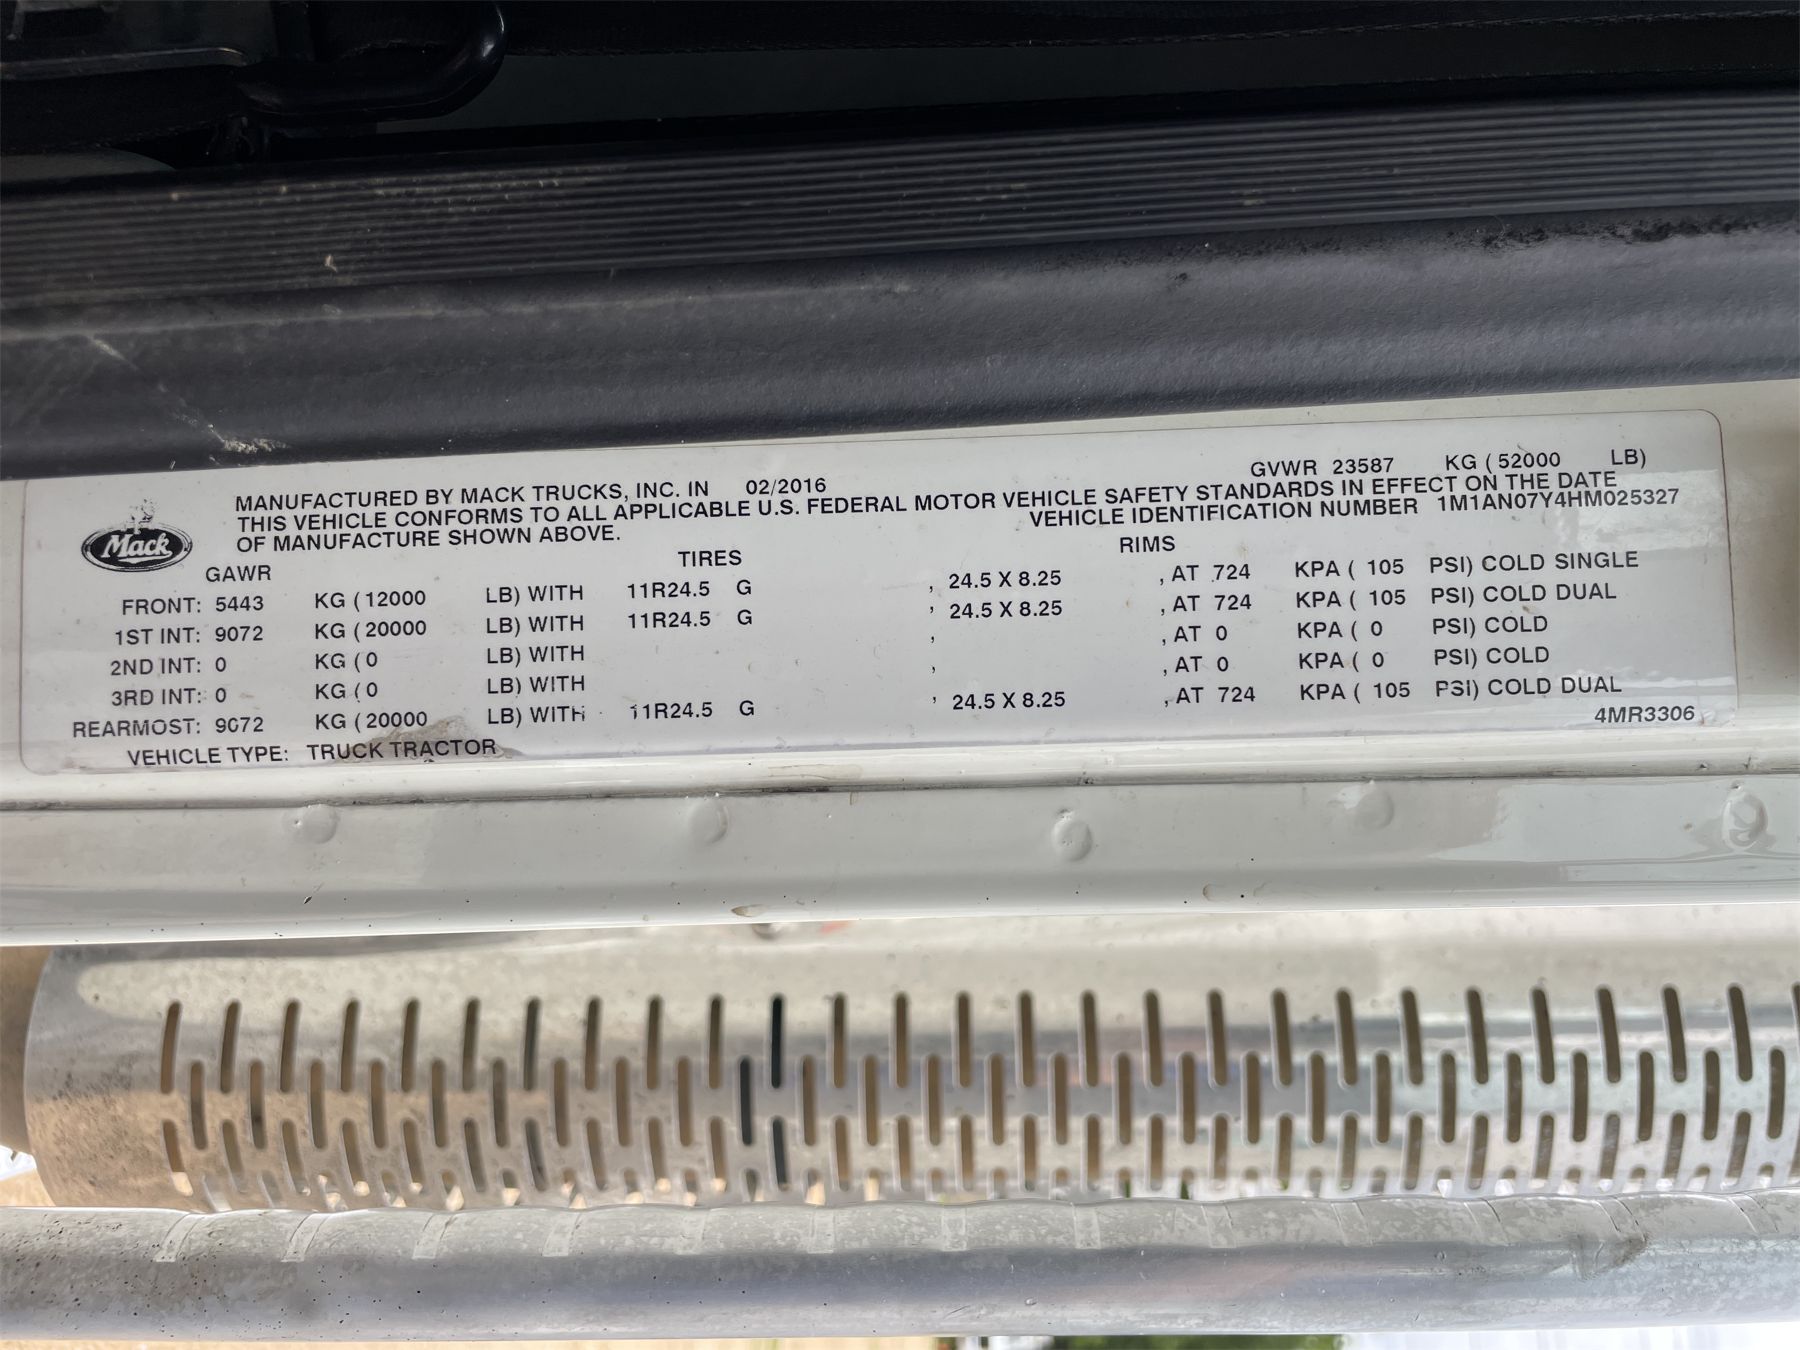 MANUFACTURED BY MACK TRUCKS, INC. IN 02/2016 GVWR 23587 KG ( 52000 LB)
THIS VEHICLE CONFORMS TO ALL APPLICABLE U.S. FEDERAL MOTOR VEHICLE SAFETY STANDARDS IN EFFECT ON THE DATE
OF MANUFACTURE SHOWN ABOVE. VEHICLE IDENTIFICATION NUMBER 1M1AN07Y4HM025327
Mack
GAWR TIRES RIMS
FRONT: 5443 KG ( 12000 LB) WITH 11R24.5 G , 24.5 X 8.25 , AT 724 KPA ( 105 PSI) COLD SINGLE
1ST INT: 9072 KG ( 20000 LB) WITH 11R24.5 G , 24.5 X 8.25 , AT 724 KPA ( 105 PSI) COLD DUAL
2ND INT: 0 KG ( 0 LB) WITH , , AT 0 KPA ( 0 PSI) COLD
3RD INT: 0 KG ( 0 LB) WITH , , AT 0 KPA ( 0 PSI) COLD
REARMOST: 9072 KG ( 20000 LB) WITH 11R24.5 G , 24.5 X 8.25 , AT 724 KPA ( 105 PSI) COLD DUAL
VEHICLE TYPE: TRUCK TRACTOR 4MR3306